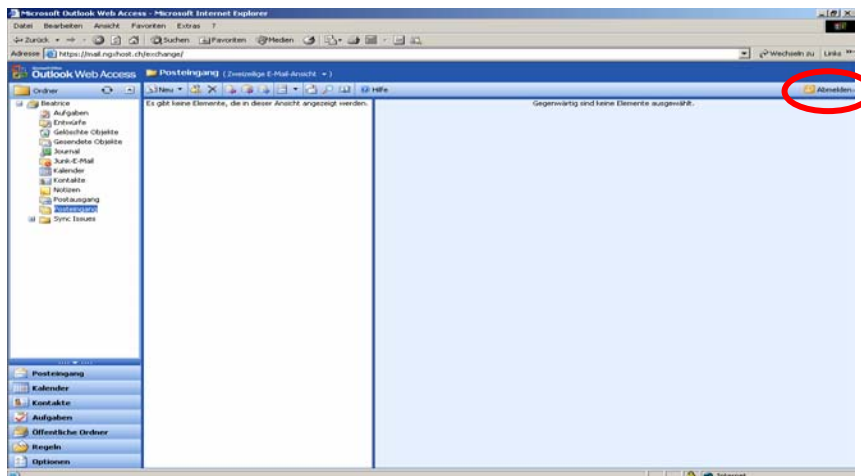 Microsoft Outlook Web Access - Microsoft Internet Explorer
Datei Bearbeiten Ansicht Favoriten Extras ?
Zurück Suchen Favoriten Medien
Adresse https://mail.ngxhost.ch/exchange/ Wechseln zu Links
Outlook Web Access Posteingang (Zweizeilige E-Mail-Ansicht)
Ordner Neu Hilfe Abmelden
Es gibt keine Elemente, die in dieser Ansicht angezeigt werden. Gegenwärtig sind keine Elemente ausgewählt.
Beatrice
Aufgaben
Entwürfe
Gelöschte Objekte
Gesendete Objekte
Journal
Junk-E-Mail
Kalender
Kontakte
Notizen
Postausgang
Posteingang
Sync Issues
Posteingang
Kalender
Kontakte
Aufgaben
Öffentliche Ordner
Regeln
Optionen
Internet